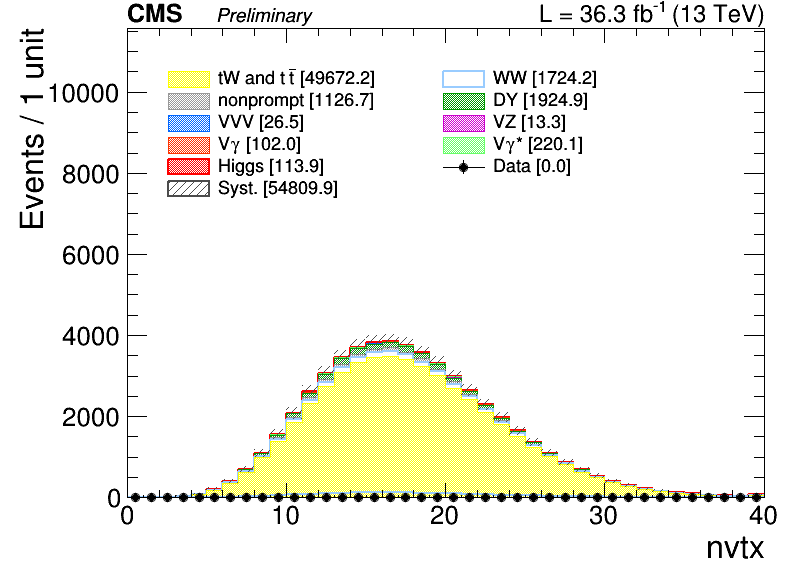 CMS Preliminary L = 36.3 fb⁻¹ (13 TeV)
Events / 1 unit
10000
8000
6000
4000
2000
0
tW and tt̅ [49672.2]
nonprompt [1126.7]
VVV [26.5]
Vγ [102.0]
Higgs [113.9]
Syst. [54809.9]
WW [1724.2]
DY [1924.9]
VZ [13.3]
Vγ* [220.1]
Data [0.0]
0 10 20 30 40
nvtx